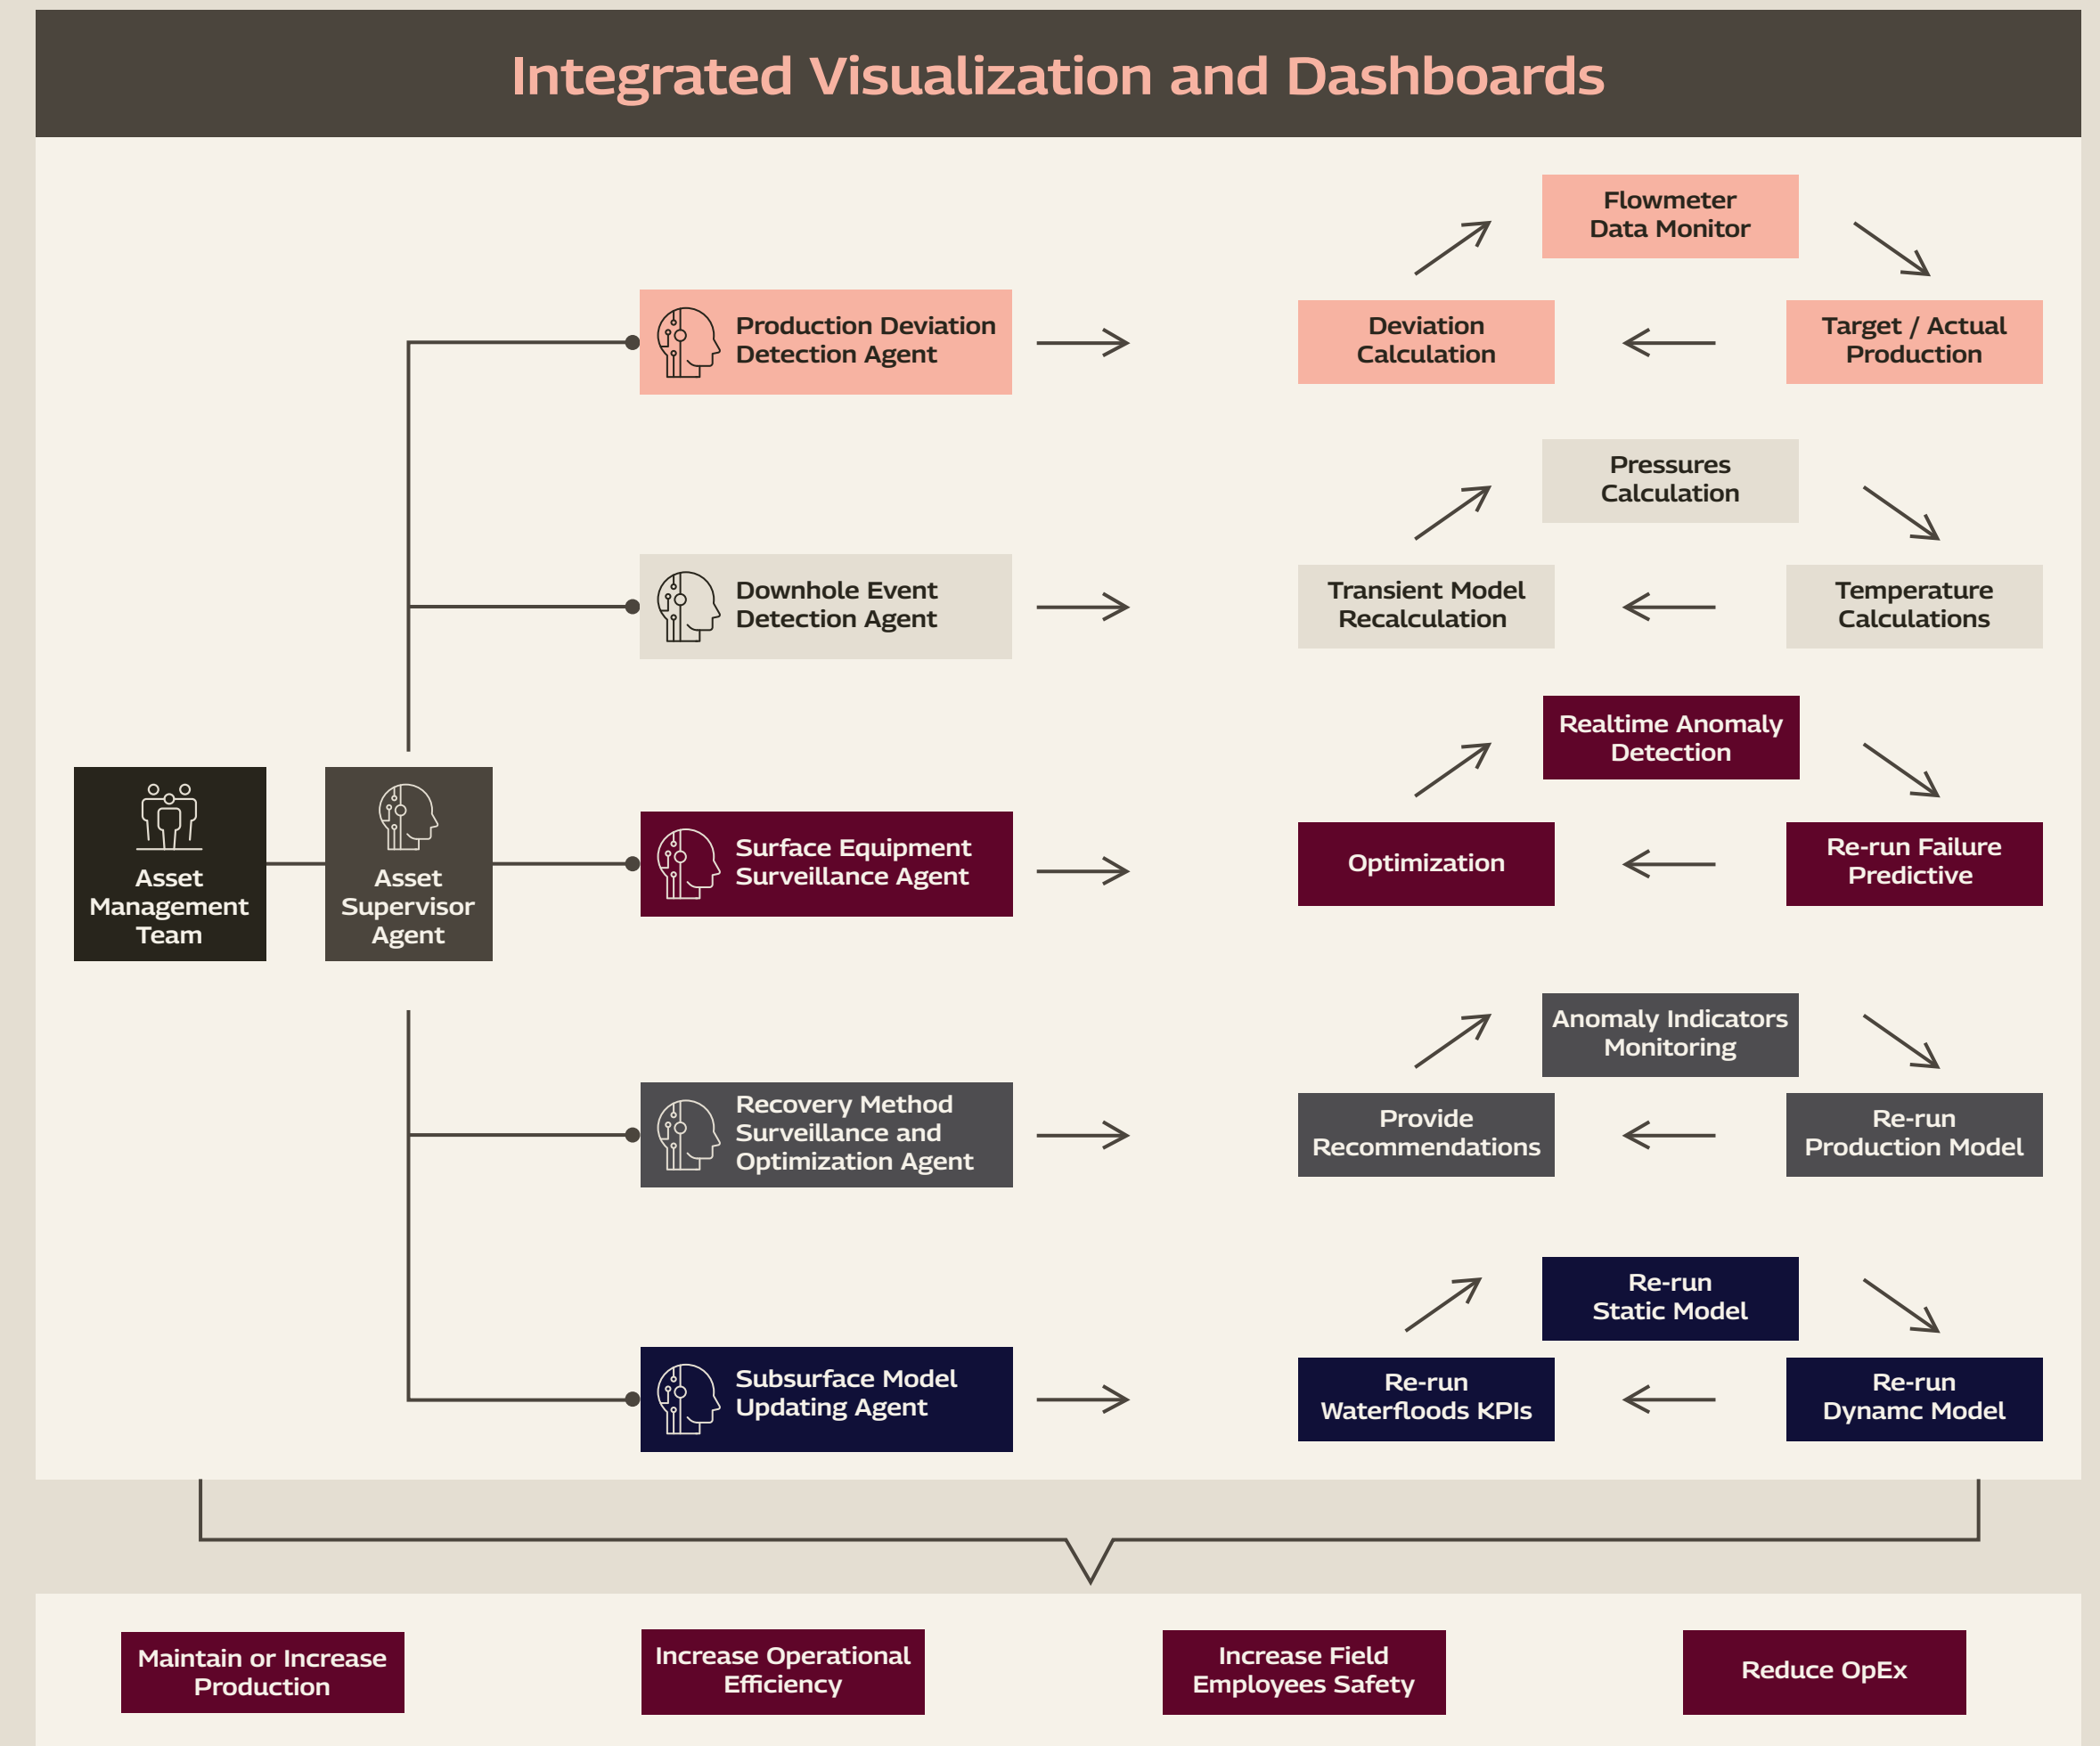 Integrated Visualization and Dashboards
Flowmeter
Data Monitor
Production Deviation
Detection Agent
Deviation
Calculation
Target / Actual
Production
Pressures
Calculation
Downhole Event
Detection Agent
Transient Model
Recalculation
Temperature
Calculations
Realtime Anomaly
Detection
Asset
Management
Team
Asset
Supervisor
Agent
Surface Equipment
Surveillance Agent
Optimization
Re-run Failure
Predictive
Anomaly Indicators
Monitoring
Recovery Method
Surveillance and
Optimization Agent
Provide
Recommendations
Re-run
Production Model
Re-run
Static Model
Subsurface Model
Updating Agent
Re-run
Waterfloods KPIs
Re-run
Dynamc Model
Maintain or Increase
Production
Increase Operational
Efficiency
Increase Field
Employees Safety
Reduce OpEx